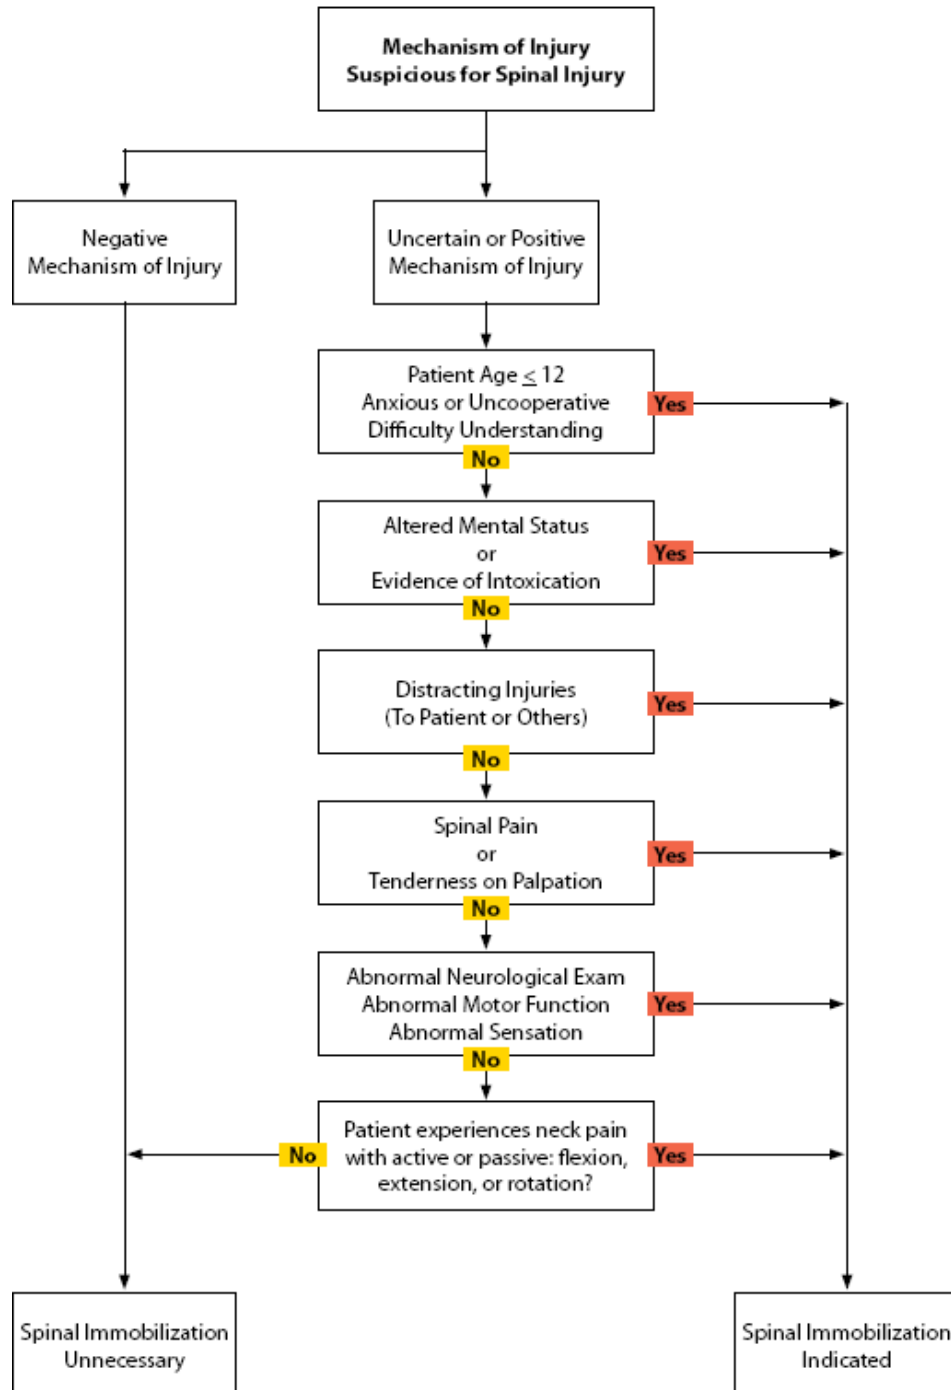 Mechanism of Injury
Suspicious for Spinal Injury
Negative
Mechanism of Injury
Uncertain or Positive
Mechanism of Injury
Patient Age ≤ 12
Anxious or Uncooperative
Difficulty Understanding
Yes
No
Altered Mental Status
or
Evidence of Intoxication
Yes
No
Distracting Injuries
(To Patient or Others)
Yes
No
Spinal Pain
or
Tenderness on Palpation
Yes
No
Abnormal Neurological Exam
Abnormal Motor Function
Abnormal Sensation
Yes
No
Patient experiences neck pain
with active or passive: flexion,
extension, or rotation?
No
Yes
Spinal Immobilization
Unnecessary
Spinal Immobilization
Indicated